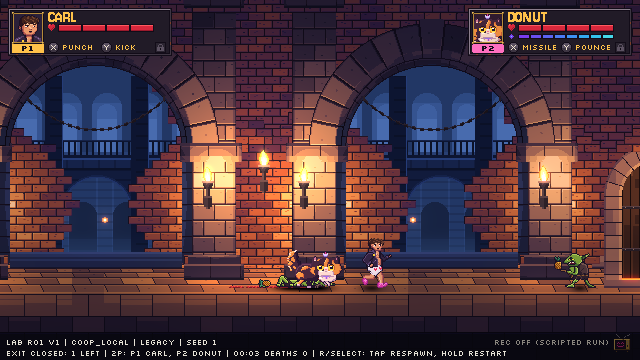 CARL
P1
X PUNCH Y KICK
DONUT
P2
X MISSILE Y POUNCE
LAB R01 V1 | COOP_LOCAL | LEGACY | SEED 1
REC OFF (SCRIPTED RUN)
EXIT CLOSED: 1 LEFT | 2P: P1 CARL, P2 DONUT | 00:03 DEATHS 0 | R/SELECT: TAP RESPAWN, HOLD RESTART